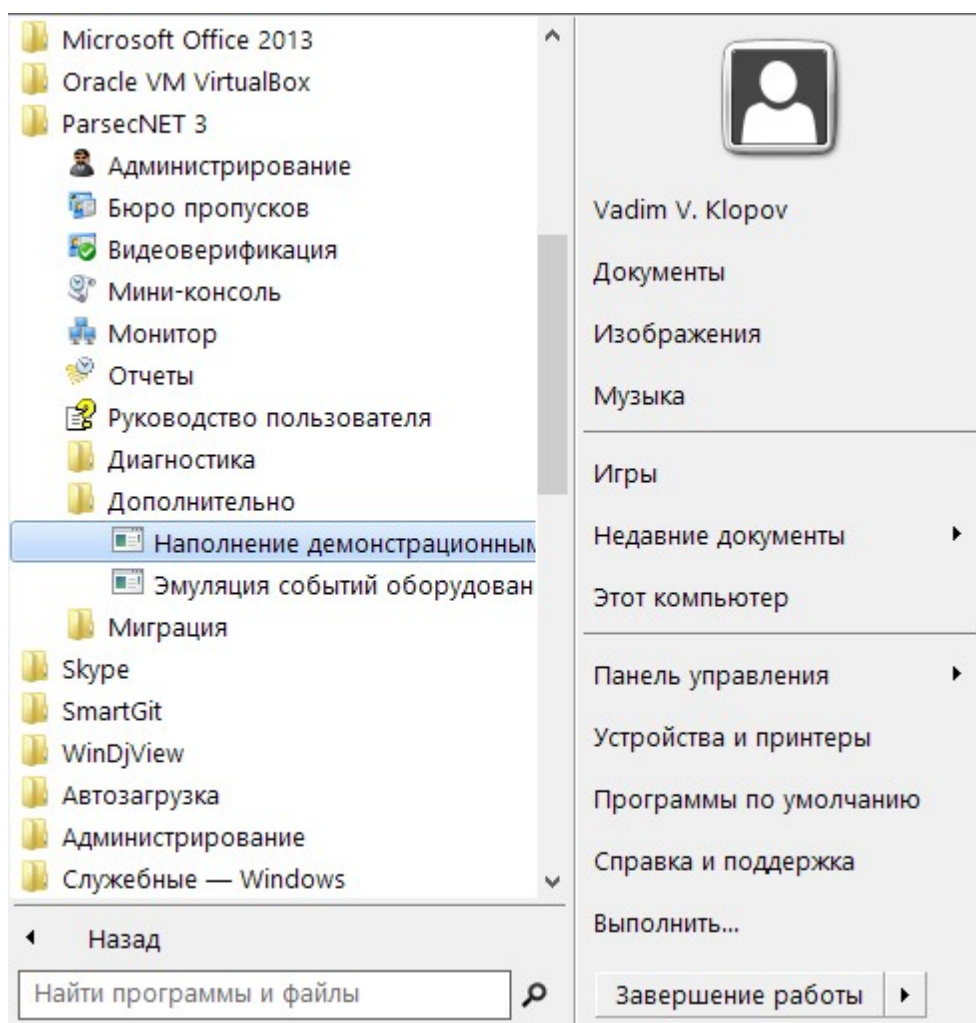 Microsoft Office 2013
Oracle VM VirtualBox
ParsecNET 3
Администрирование
Бюро пропусков
Видеоверификация
Мини-консоль
Монитор
Отчеты
Руководство пользователя
Диагностика
Дополнительно
Наполнение демонстрационным
Эмуляция событий оборудован
Миграция
Skype
SmartGit
WinDjView
Автозагрузка
Администрирование
Служебные — Windows
Назад
Найти программы и файлы
Vadim V. Klopov
Документы
Изображения
Музыка
Игры
Недавние документы
Этот компьютер
Панель управления
Устройства и принтеры
Программы по умолчанию
Справка и поддержка
Выполнить...
Завершение работы